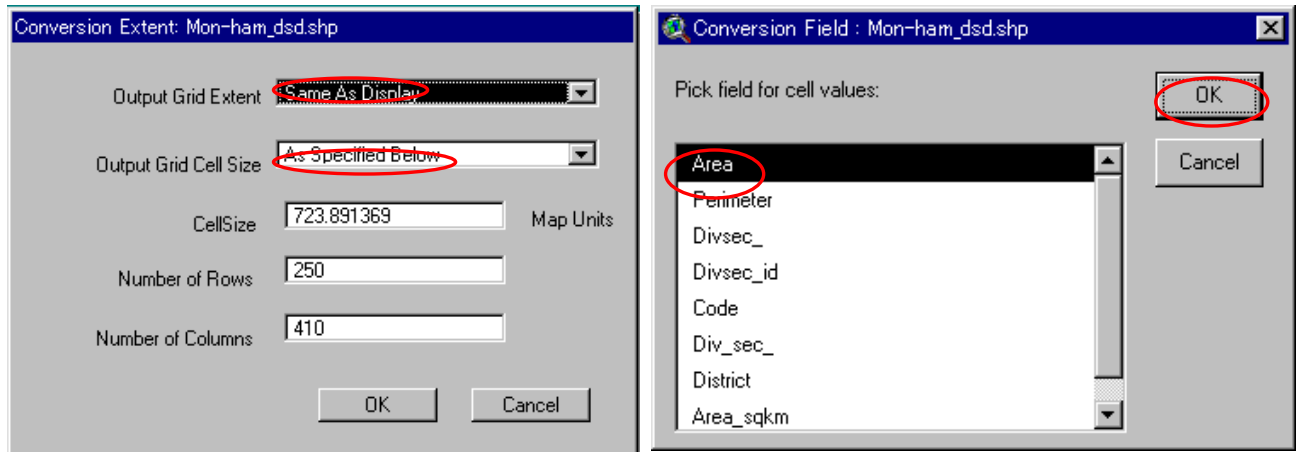 Conversion Extent: Mon-ham_dsd.shp
Output Grid Extent Same As Display
Output Grid Cell Size As Specified Below
CellSize 723.891369 Map Units
Number of Rows 250
Number of Columns 410
OK Cancel
Conversion Field : Mon-ham_dsd.shp
Pick field for cell values:
OK
Cancel
Area
Perimeter
Divsec_
Divsec_id
Code
Div_sec_
District
Area_sqkm